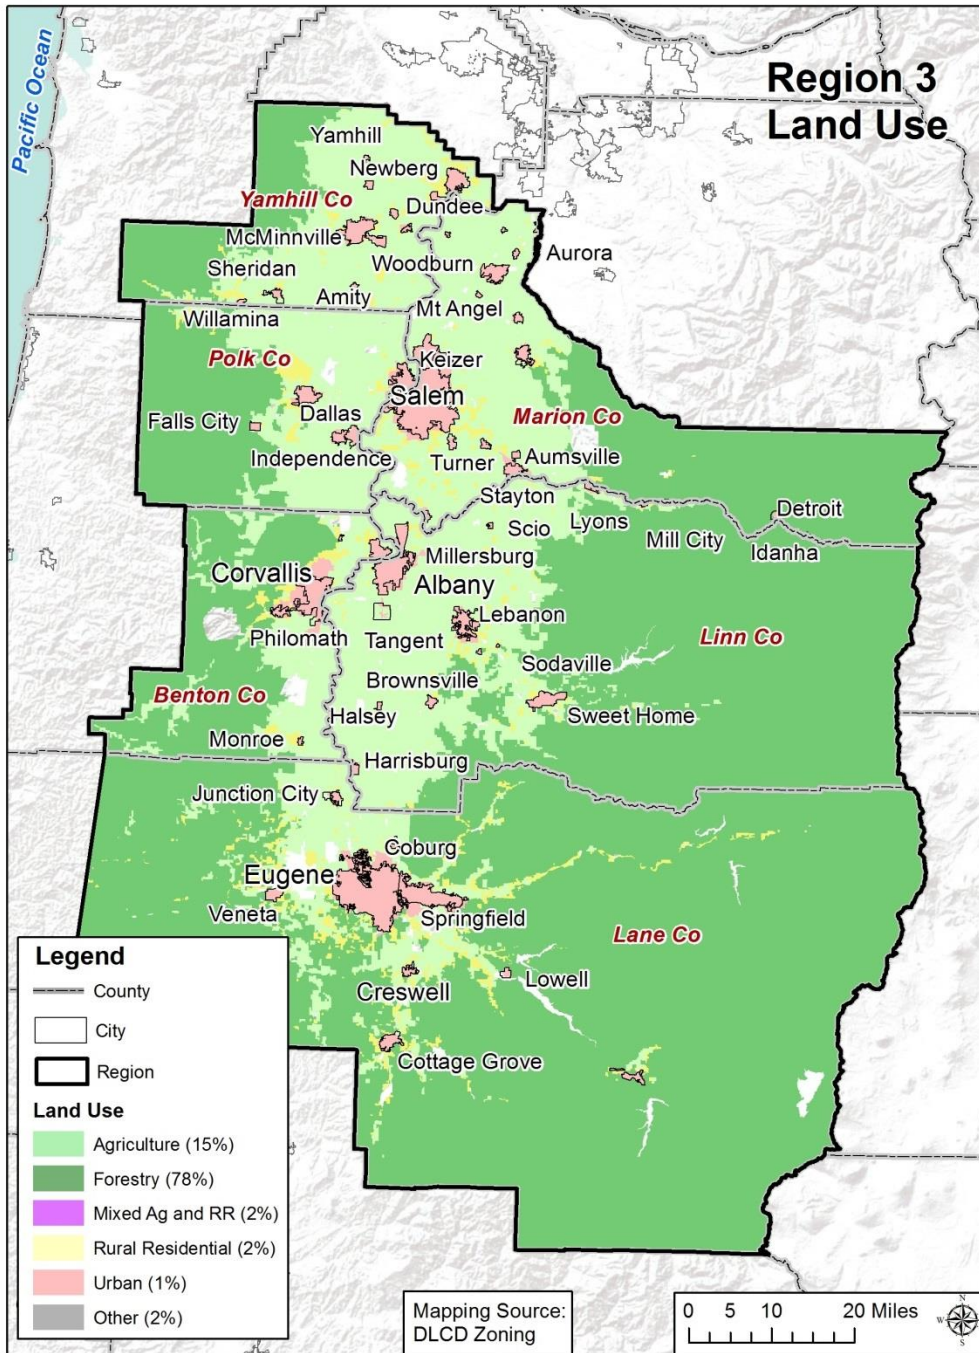 Pacific Ocean
Region 3
Land Use
Yamhill
Newberg
Yamhill Co
Dundee
McMinnville
Woodburn
Aurora
Sheridan
Amity
Mt Angel
Willamina
Polk Co
Keizer
Salem
Falls City
Dallas
Marion Co
Independence
Turner
Aumsville
Stayton
Scio
Lyons
Detroit
Mill City
Idanha
Millersburg
Corvallis
Albany
Lebanon
Philomath
Tangent
Linn Co
Sodaville
Brownsville
Benton Co
Halsey
Sweet Home
Monroe
Harrisburg
Junction City
Coburg
Eugene
Veneta
Springfield
Lane Co
Lowell
Creswell
Cottage Grove
Legend
County
City
Region
Land Use
Agriculture (15%)
Forestry (78%)
Mixed Ag and RR (2%)
Rural Residential (2%)
Urban (1%)
Other (2%)
Mapping Source:
DLCD Zoning
0 5 10 20 Miles
N
W E
S